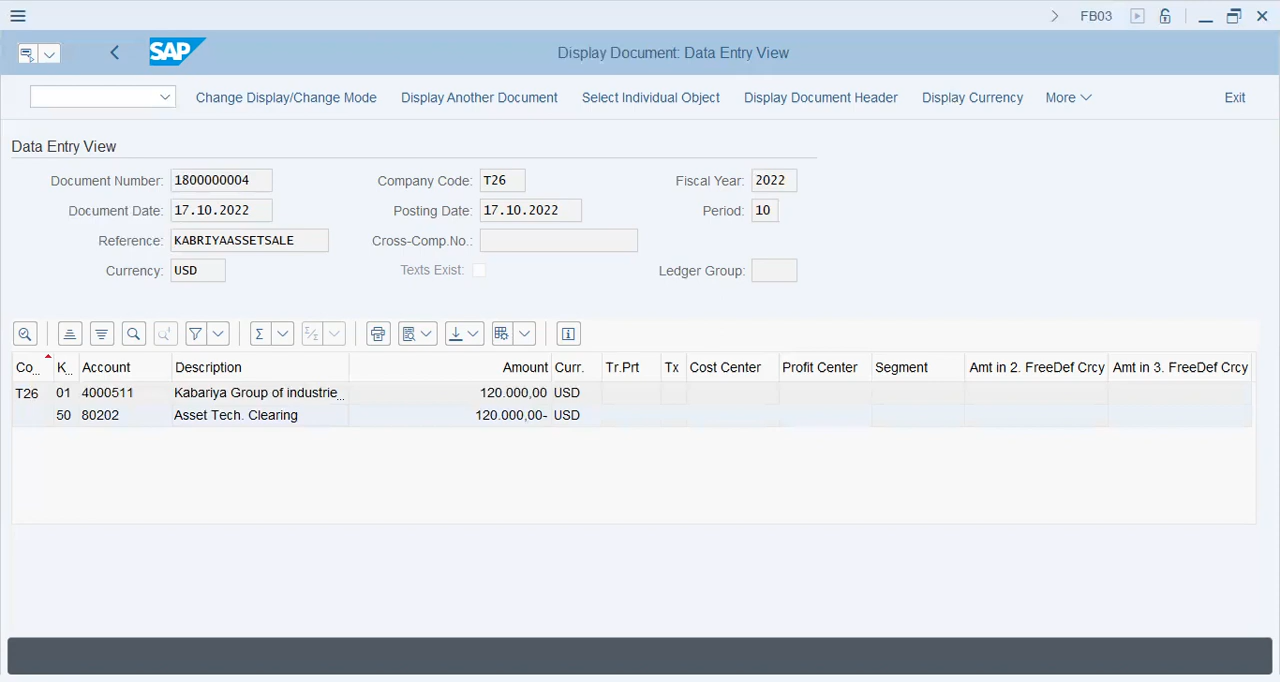 FB03
SAP Display Document: Data Entry View
Change Display/Change Mode Display Another Document Select Individual Object Display Document Header Display Currency More Exit
Data Entry View
Document Number: 1800000004 Company Code: T26 Fiscal Year: 2022
Document Date: 17.10.2022 Posting Date: 17.10.2022 Period: 10
Reference: KABRIYAASSETSALE Cross-Comp.No.:
Currency: USD Texts Exist: Ledger Group:
Co.. K.. Account Description Amount Curr. Tr.Prt Tx Cost Center Profit Center Segment Amt in 2. FreeDef Crcy Amt in 3. FreeDef Crcy
T26 01 4000511 Kabariya Group of industrie... 120.000,00 USD
50 80202 Asset Tech. Clearing 120.000,00- USD